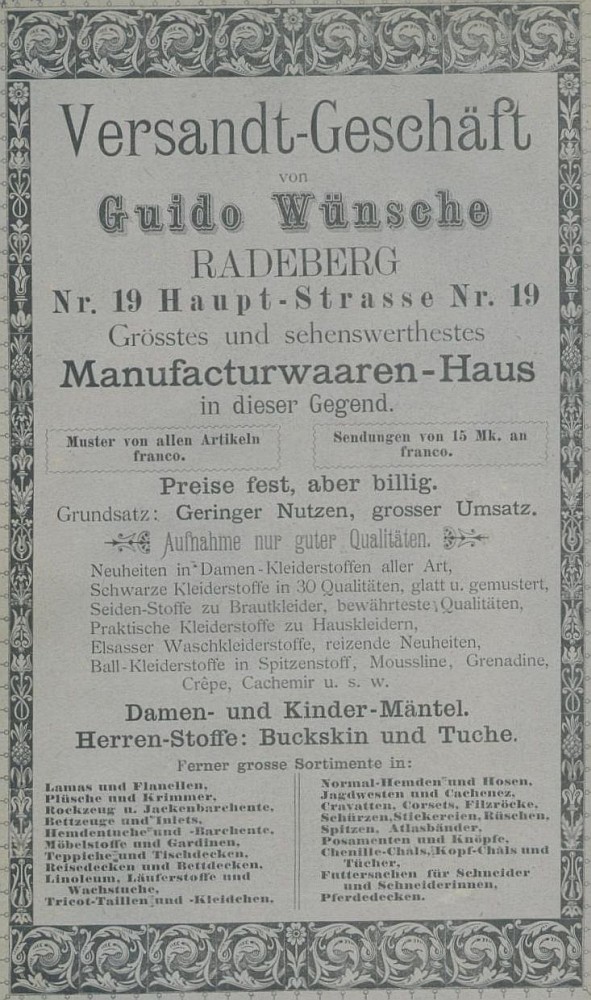 Versandt-Geschäft
von
Guido Wünsche
RADEBERG
Nr. 19 Haupt-Strasse Nr. 19
Grösstes und sehenswerthestes
Manufacturwaaren-Haus
in dieser Gegend.
Muster von allen Artikeln
franco.
Sendungen von 15 Mk. an
franco.
Preise fest, aber billig.
Grundsatz: Geringer Nutzen, grosser Umsatz.
Aufnahme nur guter Qualitäten.
Neuheiten in Damen-Kleiderstoffen aller Art,
Schwarze Kleiderstoffe in 30 Qualitäten, glatt u. gemustert,
Seiden-Stoffe zu Brautkleider, bewährteste Qualitäten,
Praktische Kleiderstoffe zu Hauskleidern,
Elsasser Waschkleiderstoffe, reizende Neuheiten,
Ball-Kleiderstoffe in Spitzenstoff, Moussline, Grenadine,
Crêpe, Cachemir u. s. w.
Damen- und Kinder-Mäntel.
Herren-Stoffe: Buckskin und Tuche.
Ferner grosse Sortimente in:
Lamas und Flanellen,
Plüsche und Krimmer,
Rockzeug u. Jackenbarchente,
Bettzeuge und Inlets,
Hemdentuche und -Barchente,
Möbelstoffe und Gardinen,
Teppiche und Tischdecken,
Reisedecken und Bettdecken,
Linoleum, Läuferstoffe und
Wachstuche,
Tricot-Taillen und -Kleidchen,
Normal-Hemden und Hosen,
Jagdwesten und Cachenez,
Cravatten, Corsets, Filzröcke,
Schürzen, Stickereien, Rüschen,
Spitzen, Atlasbänder,
Posamenten und Knöpfe,
Chenille-Châls, Kopf-Châls und
Tücher,
Futtersachen für Schneider
und Schneiderinnen,
Pferdedecken.